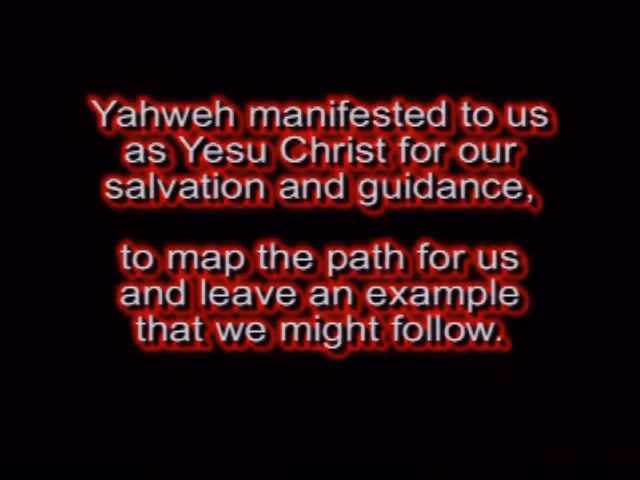 Yahweh manifested to us
as Yesu Christ for our
salvation and guidance,
to map the path for us
and leave an example
that we might follow.